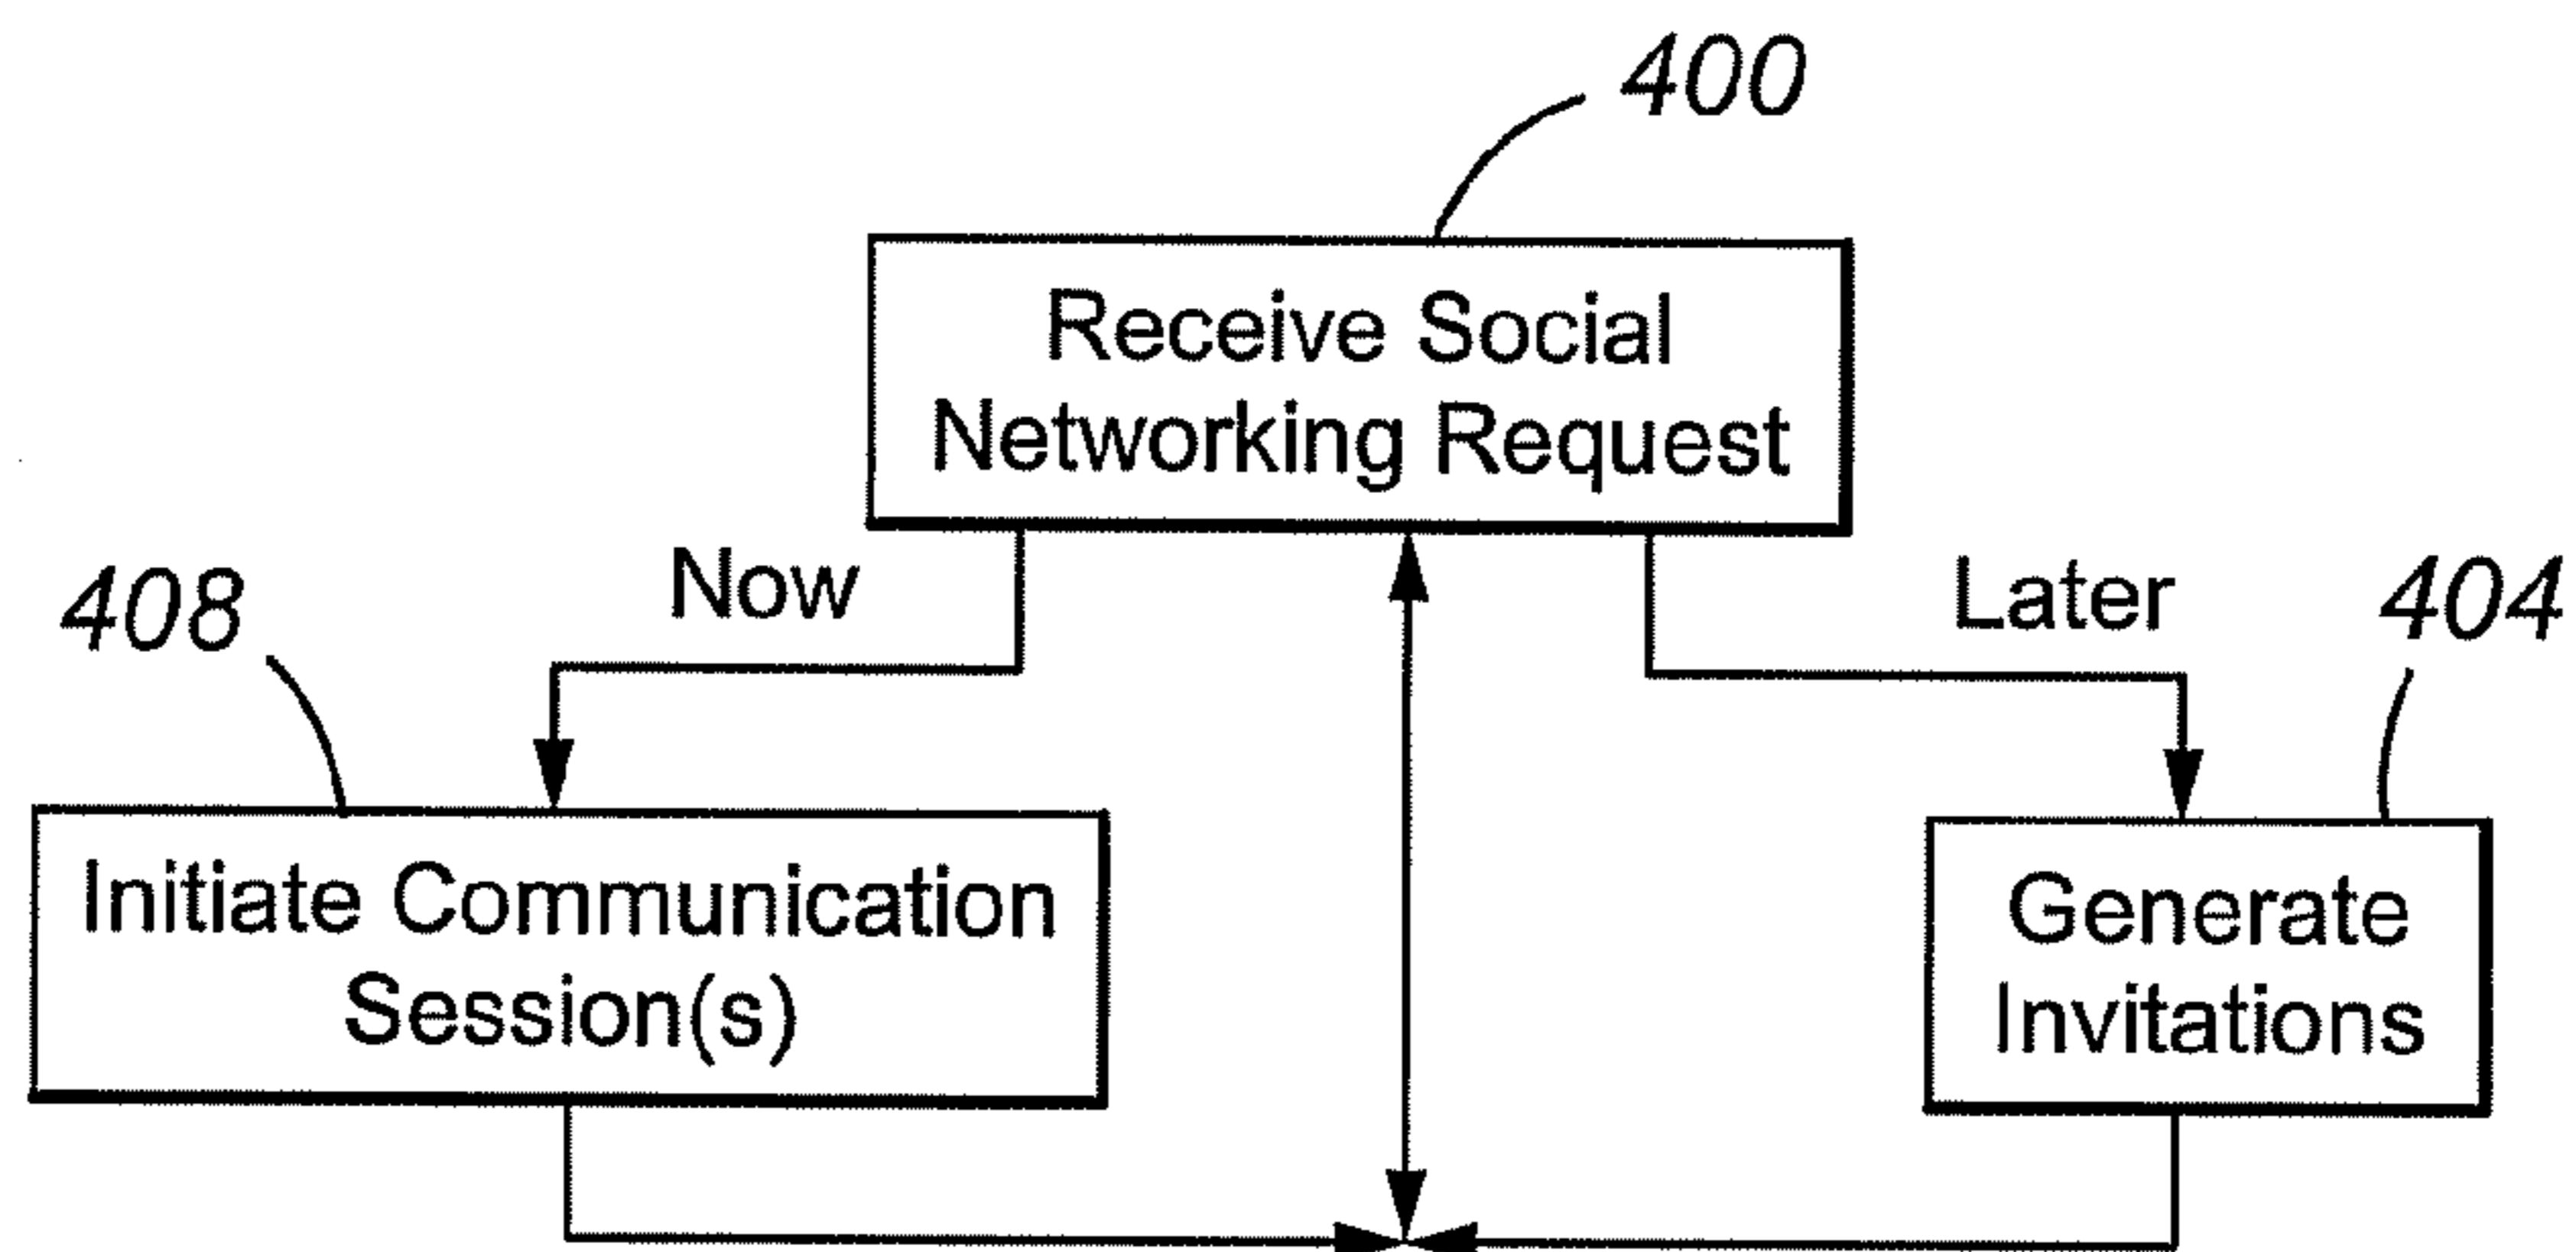 400
Receive Social
Networking Request
Now
Later
408
404
Initiate Communication
Session(s)
Generate
Invitations